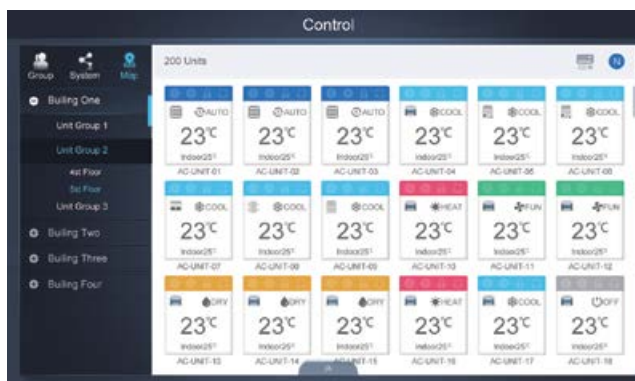 Control
Group System Map
200 Units
N
Builing One
Unit Group 1
Unit Group 2
4st Floor
5st Floor
Unit Group 3
Builing Two
Builing Three
Builing Four
AUTO AUTO AUTO COOL COOL COOL
23°C 23°C 23°C 23°C 23°C 23°C
Indoor25°C Indoor25°C Indoor25°C Indoor25°C Indoor25°C Indoor25°C
AC-UNIT-01 AC-UNIT-02 AC-UNIT-03 AC-UNIT-04 AC-UNIT-05 AC-UNIT-06
COOL COOL COOL HEAT FUN FUN
23°C 23°C 23°C 23°C 23°C 23°C
Indoor25°C Indoor25°C Indoor25°C Indoor25°C Indoor25°C Indoor25°C
AC-UNIT-07 AC-UNIT-09 AC-UNIT-10 AC-UNIT-11 AC-UNIT-12
DRY DRY DRY HEAT COOL OFF
23°C 23°C 23°C 23°C 23°C 23°C
Indoor25°C Indoor25°C Indoor25°C Indoor25°C Indoor25°C Indoor25°C
AC-UNIT-13 AC-UNIT-14 AC-UNIT-15 AC-UNIT-16 AC-UNIT-17 AC-UNIT-18